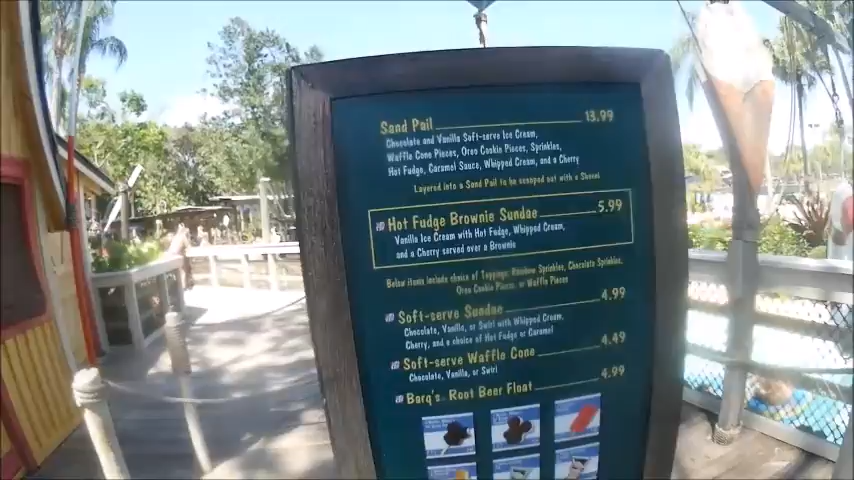 Sand Pail 13.99
Chocolate and Vanilla Soft-serve Ice Cream,
Waffle Cone Pieces, Oreo Cookie Pieces, Sprinkles,
Hot Fudge, Caramel Sauce, Whipped Cream, and a Cherry
Layered into a Sand Pail to be scooped out with a Shovel
Hot Fudge Brownie Sundae 5.99
Vanilla Ice Cream with Hot Fudge, Whipped Cream,
and a Cherry served over a Brownie
Below items include choice of Topping: Rainbow Sprinkles, Chocolate Sprinkles,
Oreo Cookie Pieces, or Waffle Pieces
Soft-serve Sundae 4.99
Chocolate, Vanilla, or Swirl with Whipped Cream,
Cherry, and a choice of Hot Fudge or Caramel
Soft-serve Waffle Cone 4.49
Chocolate, Vanilla, or Swirl
Barq's Root Beer Float 4.99